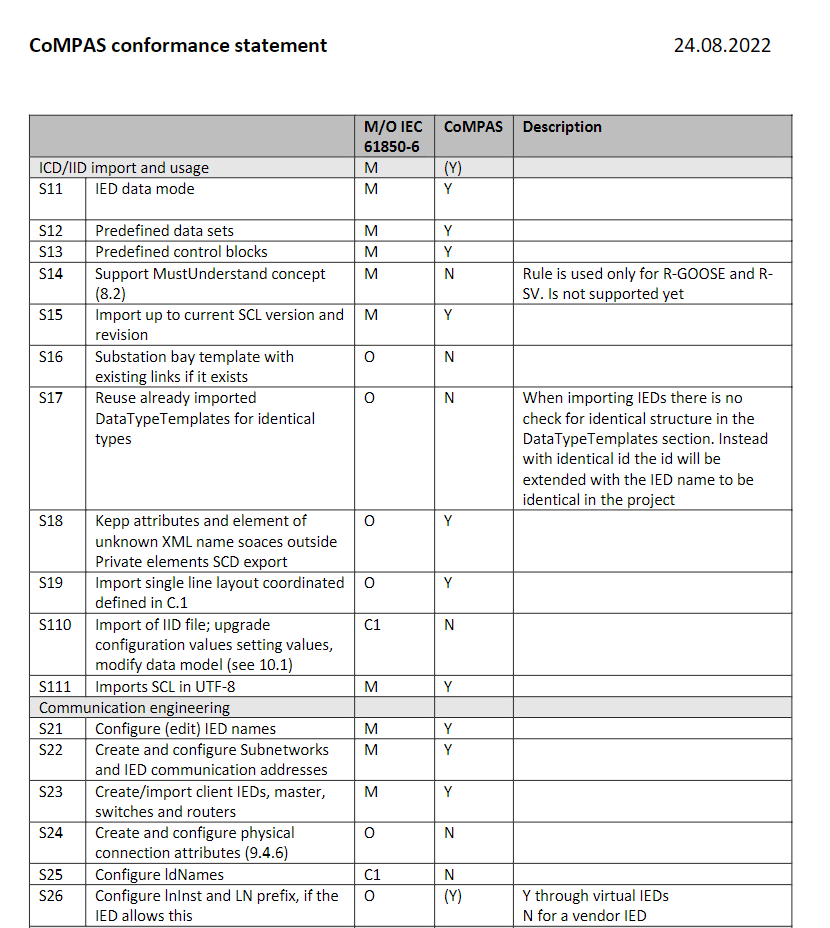 CoMPAS conformance statement 24.08.2022
M/O IEC 61850-6 CoMPAS Description
ICD/IID import and usage M (Y)
S11 IED data mode M Y
S12 Predefined data sets M Y
S13 Predefined control blocks M Y
S14 Support MustUnderstand concept M N Rule is used only for R-GOOSE and R-
(8.2) SV. Is not supported yet
S15 Import up to current SCL version and M Y
revision
S16 Substation bay template with O N
existing links if it exists
S17 Reuse already imported O N When importing IEDs there is no
DataTypeTemplates for identical check for identical structure in the
types DataTypeTemplates section. Instead
with identical id the id will be
extended with the IED name to be
identical in the project
S18 Kepp attributes and element of O Y
unknown XML name soaces outside
Private elements SCD export
S19 Import single line layout coordinated O Y
defined in C.1
S110 Import of IID file; upgrade C1 N
configuration values setting values,
modify data model (see 10.1)
S111 Imports SCL in UTF-8 M Y
Communication engineering
S21 Configure (edit) IED names M Y
S22 Create and configure Subnetworks M Y
and IED communication addresses
S23 Create/import client IEDs, master, M Y
switches and routers
S24 Create and configure physical O N
connection attributes (9.4.6)
S25 Configure ldNames C1 N
S26 Configure lnInst and LN prefix, if the O (Y) Y through virtual IEDs
IED allows this N for a vendor IED